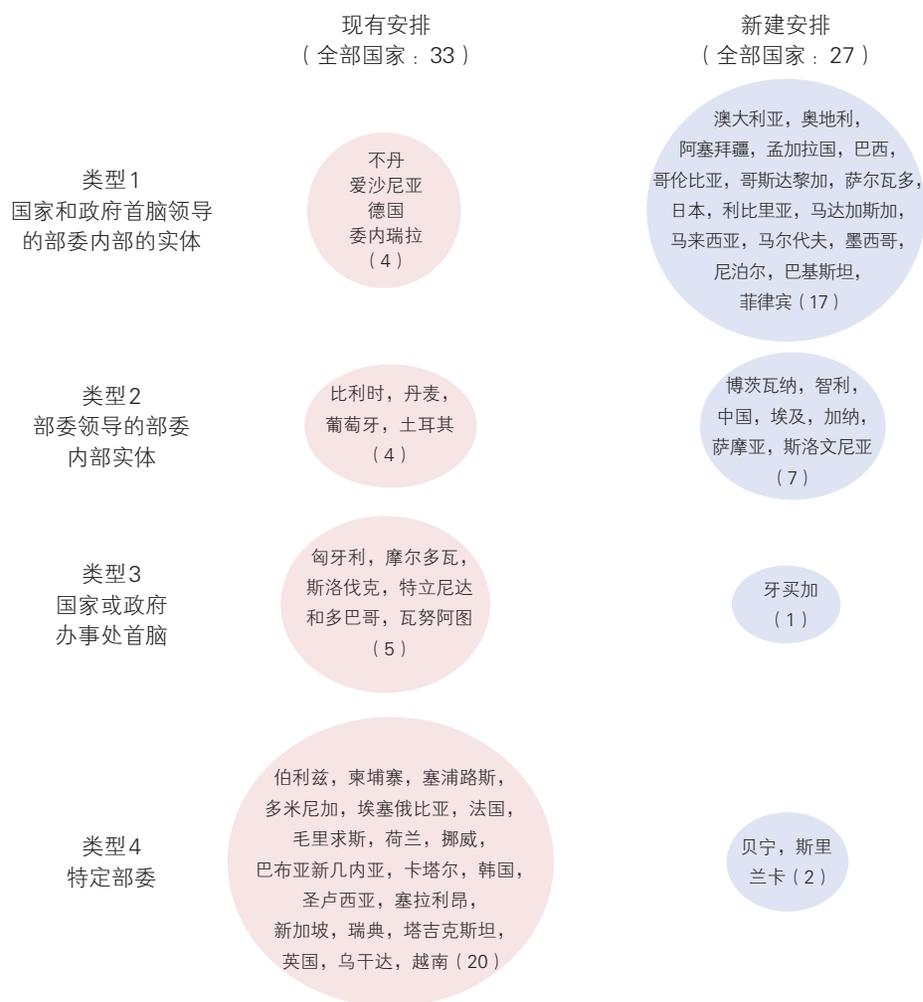 现有安排
（全部国家：33）
新建安排
（全部国家：27）
类型1
国家和政府首脑领导
的部委内部的实体
不丹
爱沙尼亚
德国
委内瑞拉
（4）
澳大利亚，奥地利，
阿塞拜疆，孟加拉国，巴西，
哥伦比亚，哥斯达黎加，萨尔瓦多，
日本，利比里亚，马达加斯加，
马来西亚，马尔代夫，墨西哥，
尼泊尔，巴基斯坦，
菲律宾（17）
类型2
部委领导的部委
内部实体
比利时，丹麦，
葡萄牙，土耳其
（4）
博茨瓦纳，智利，
中国，埃及，加纳，
萨摩亚，斯洛文尼亚
（7）
类型3
国家或政府
办事处首脑
匈牙利，摩尔多瓦，
斯洛伐克，特立尼达
和多巴哥，瓦努阿图
（5）
牙买加
（1）
类型4
特定部委
伯利兹，柬埔寨，塞浦路斯，
多米尼加，埃塞俄比亚，法国，
毛里求斯，荷兰，挪威，
巴布亚新几内亚，卡塔尔，韩国，
圣卢西亚，塞拉利昂，
新加坡，瑞典，塔吉克斯坦，
英国，乌干达，越南（20）
贝宁，斯里
兰卡（2）